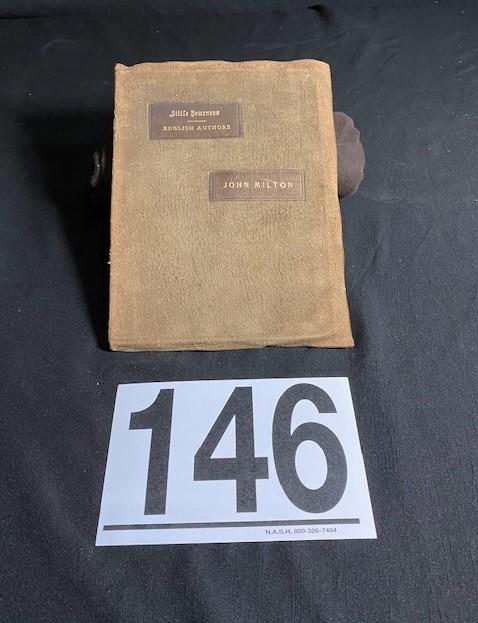 Little Journeys
ENGLISH AUTHORS
JOHN MILTON
146
N.A.S.H. 800-326-7484